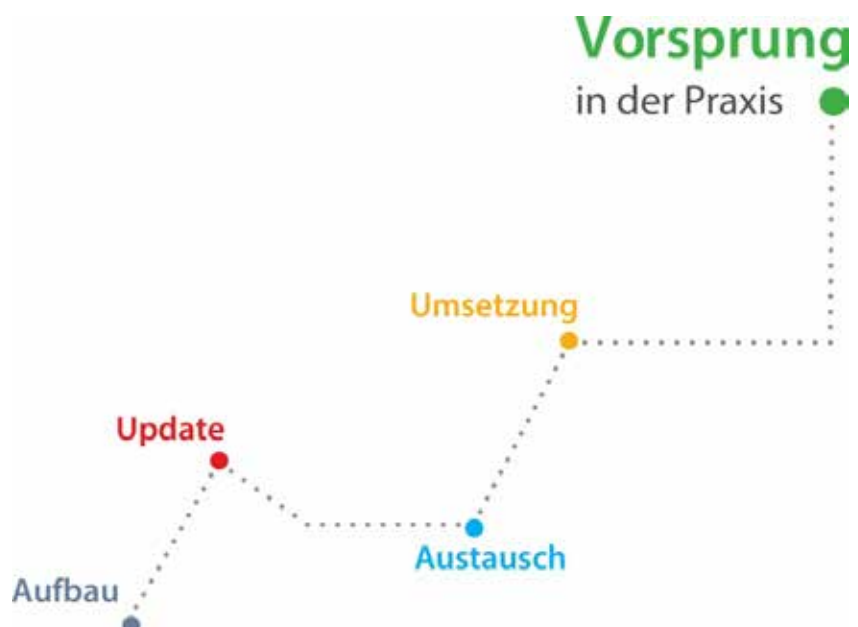 Vorsprung
in der Praxis
Umsetzung
Update
Austausch
Aufbau